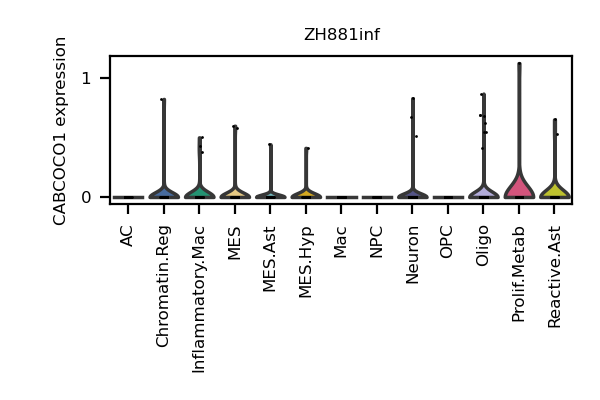 ZH881inf
CABCOCO1 expression
1
0
AC
Chromatin.Reg
Inflammatory.Mac
MES
MES.Ast
MES.Hyp
Mac
NPC
Neuron
OPC
Oligo
Prolif.Metab
Reactive.Ast